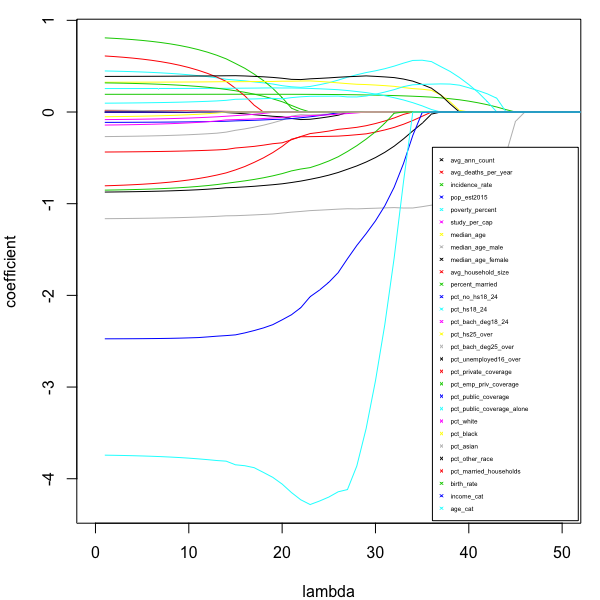 1
0
-1
-2
-3
-4
coefficient
avg_ann_count
avg_deaths_per_year
incidence_rate
pop_est2015
poverty_percent
study_per_cap
median_age
median_age_male
median_age_female
avg_household_size
percent_married
pct_no_hs18_24
pct_hs18_24
pct_bach_deg18_24
pct_hs25_over
pct_bach_deg25_over
pct_unemployed16_over
pct_private_coverage
pct_emp_priv_coverage
pct_public_coverage
pct_public_coverage_alone
pct_white
pct_black
pct_asian
pct_other_race
pct_married_households
birth_rate
income_cat
age_cat
0 10 20 30 40 50
lambda